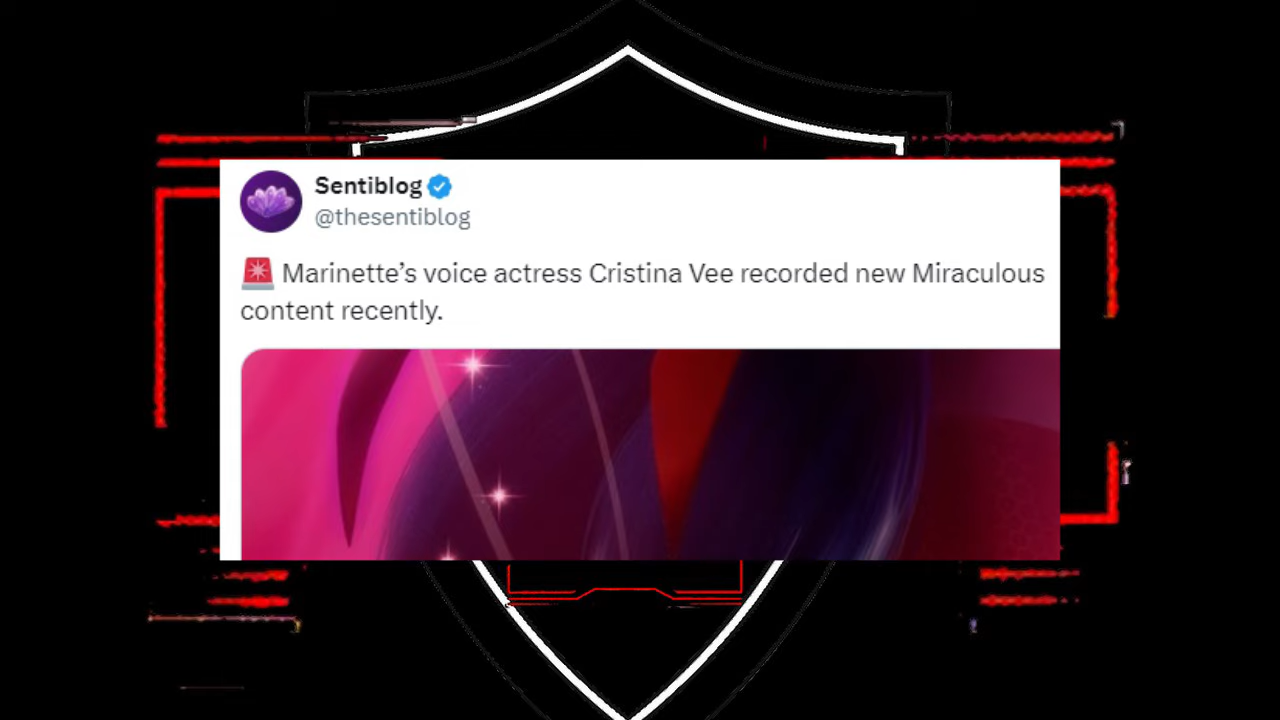 Sentiblog
@thesentiblog
🚨 Marinette’s voice actress Cristina Vee recorded new Miraculous
content recently.